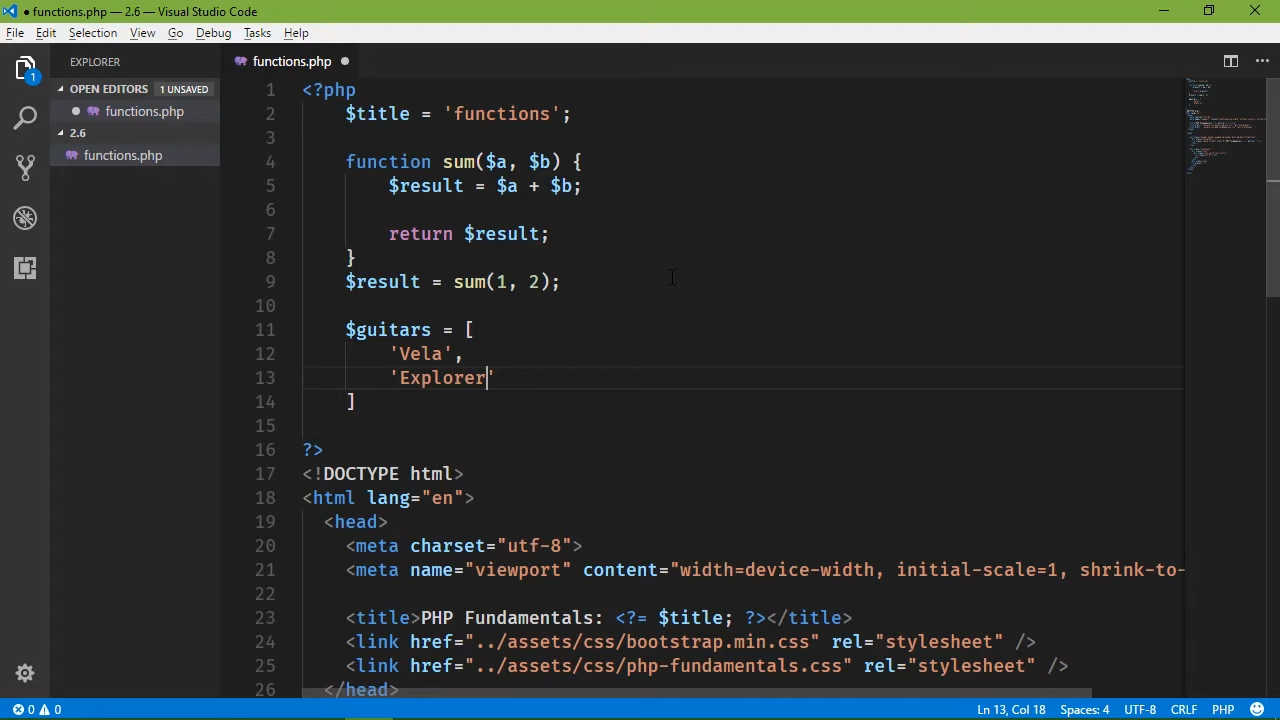 ● functions.php — 2.6 — Visual Studio Code
File Edit Selection View Go Debug Tasks Help
EXPLORER
OPEN EDITORS 1 UNSAVED
functions.php
2.6
functions.php
1
functions.php
1 <?php
2 $title = 'functions';
3
4 function sum($a, $b) {
5 $result = $a + $b;
6
7 return $result;
8 }
9 $result = sum(1, 2);
10
11 $guitars = [
12 'Vela',
13 'Explorer'
14 ]
15
16 ?>
17 <!DOCTYPE html>
18 <html lang="en">
19 <head>
20 <meta charset="utf-8">
21 <meta name="viewport" content="width=device-width, initial-scale=1, shrink-to-
22
23 <title>PHP Fundamentals: <?= $title; ?></title>
24 <link href="../assets/css/bootstrap.min.css" rel="stylesheet" />
25 <link href="../assets/css/php-fundamentals.css" rel="stylesheet" />
26 </head>
0 0 Ln 13, Col 18 Spaces: 4 UTF-8 CRLF PHP